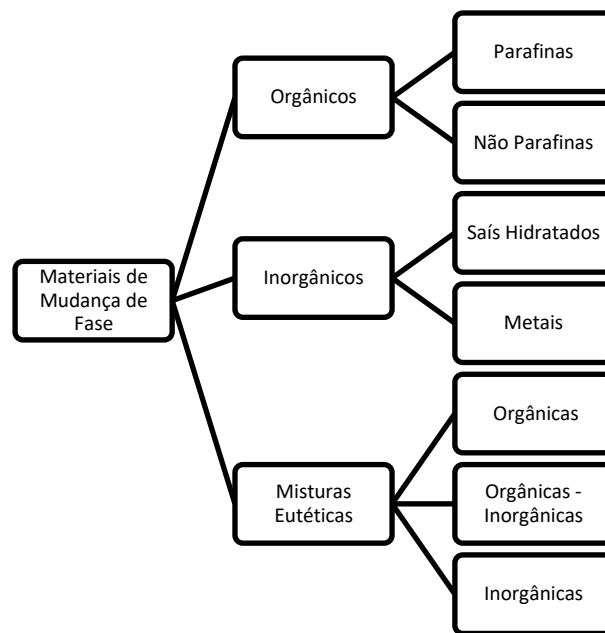 Materiais de
Mudança de
Fase
Orgânicos
Parafinas
Não Parafinas
Inorgânicos
Saís Hidratados
Metais
Misturas
Eutéticas
Orgânicas
Orgânicas -
Inorgânicas
Inorgânicas